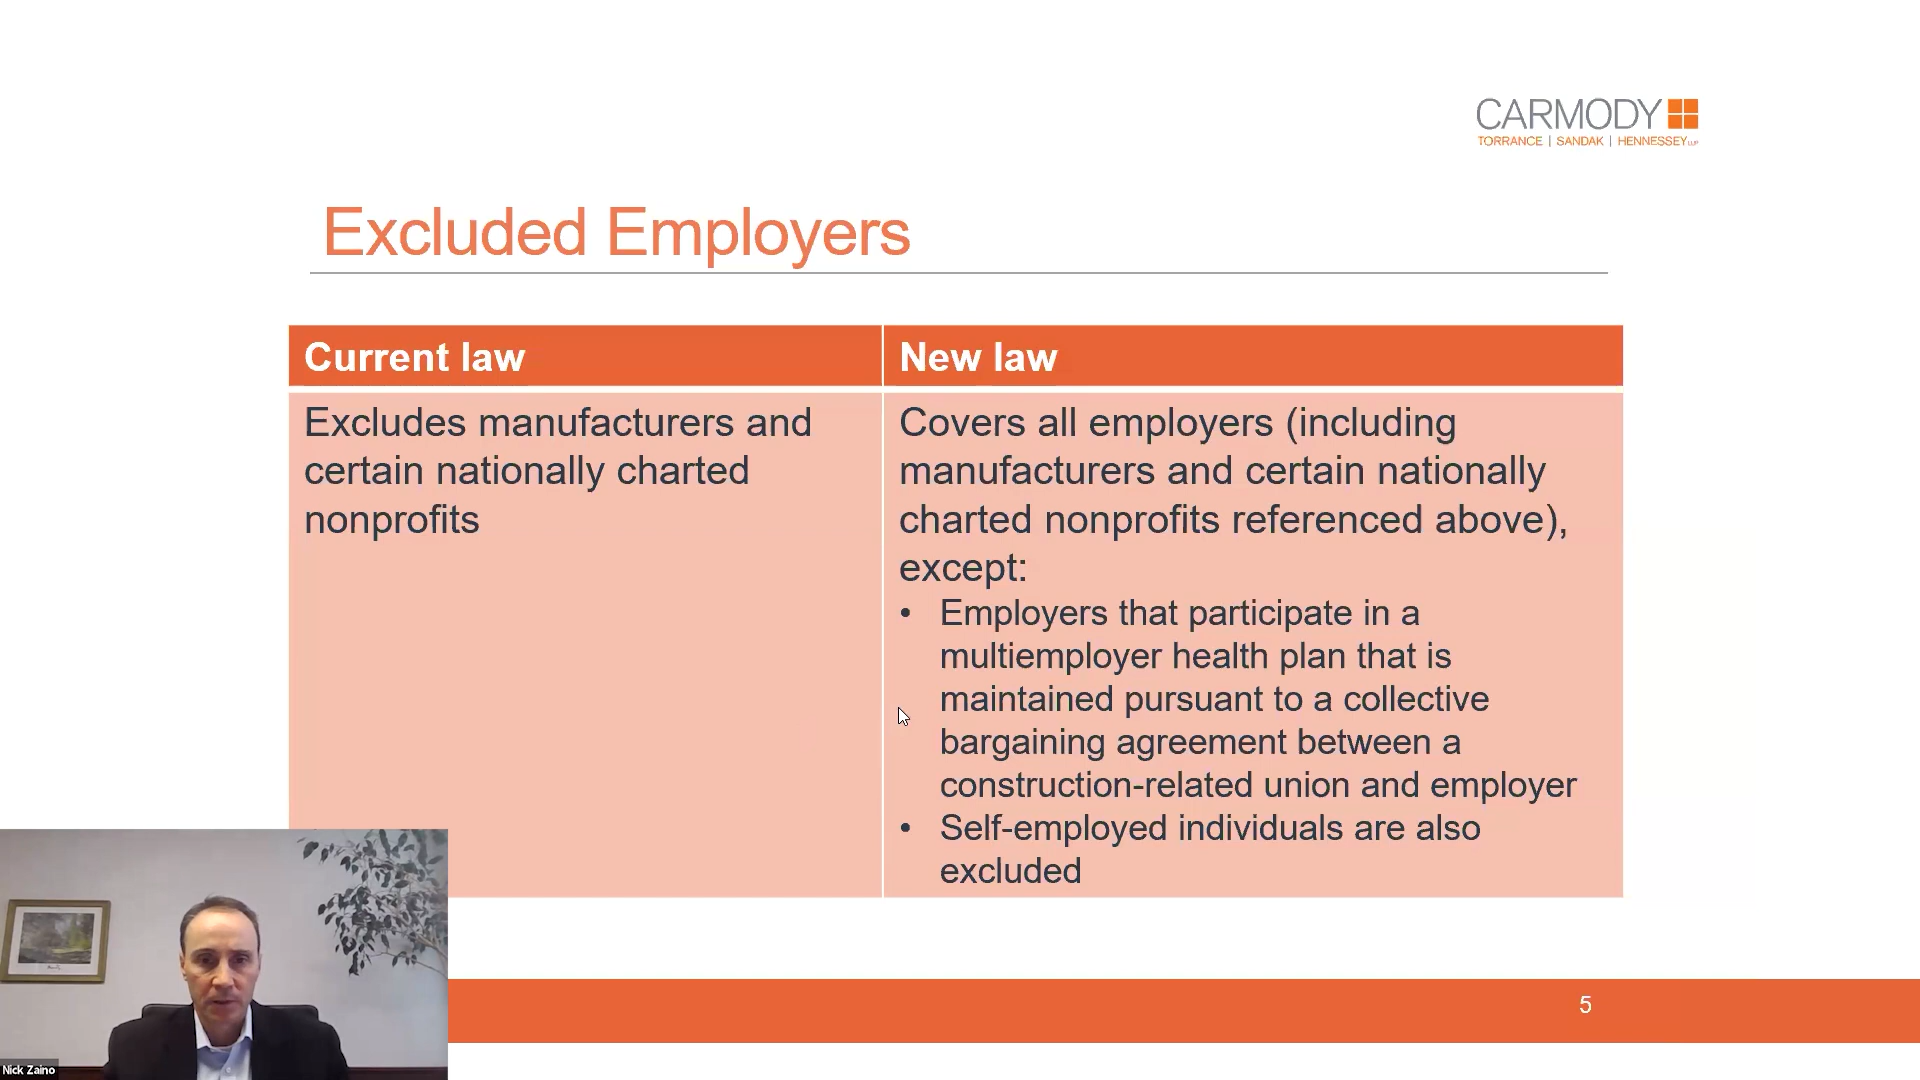 CARMODY
TORRANCE | SANDAK | HENNESSEY LLP
Excluded Employers
Current law
New law
Excludes manufacturers and
certain nationally charted
nonprofits
Covers all employers (including
manufacturers and certain nationally
charted nonprofits referenced above),
except:
• Employers that participate in a
multiemployer health plan that is
maintained pursuant to a collective
bargaining agreement between a
construction-related union and employer
• Self-employed individuals are also
excluded
5
Nick Zaino